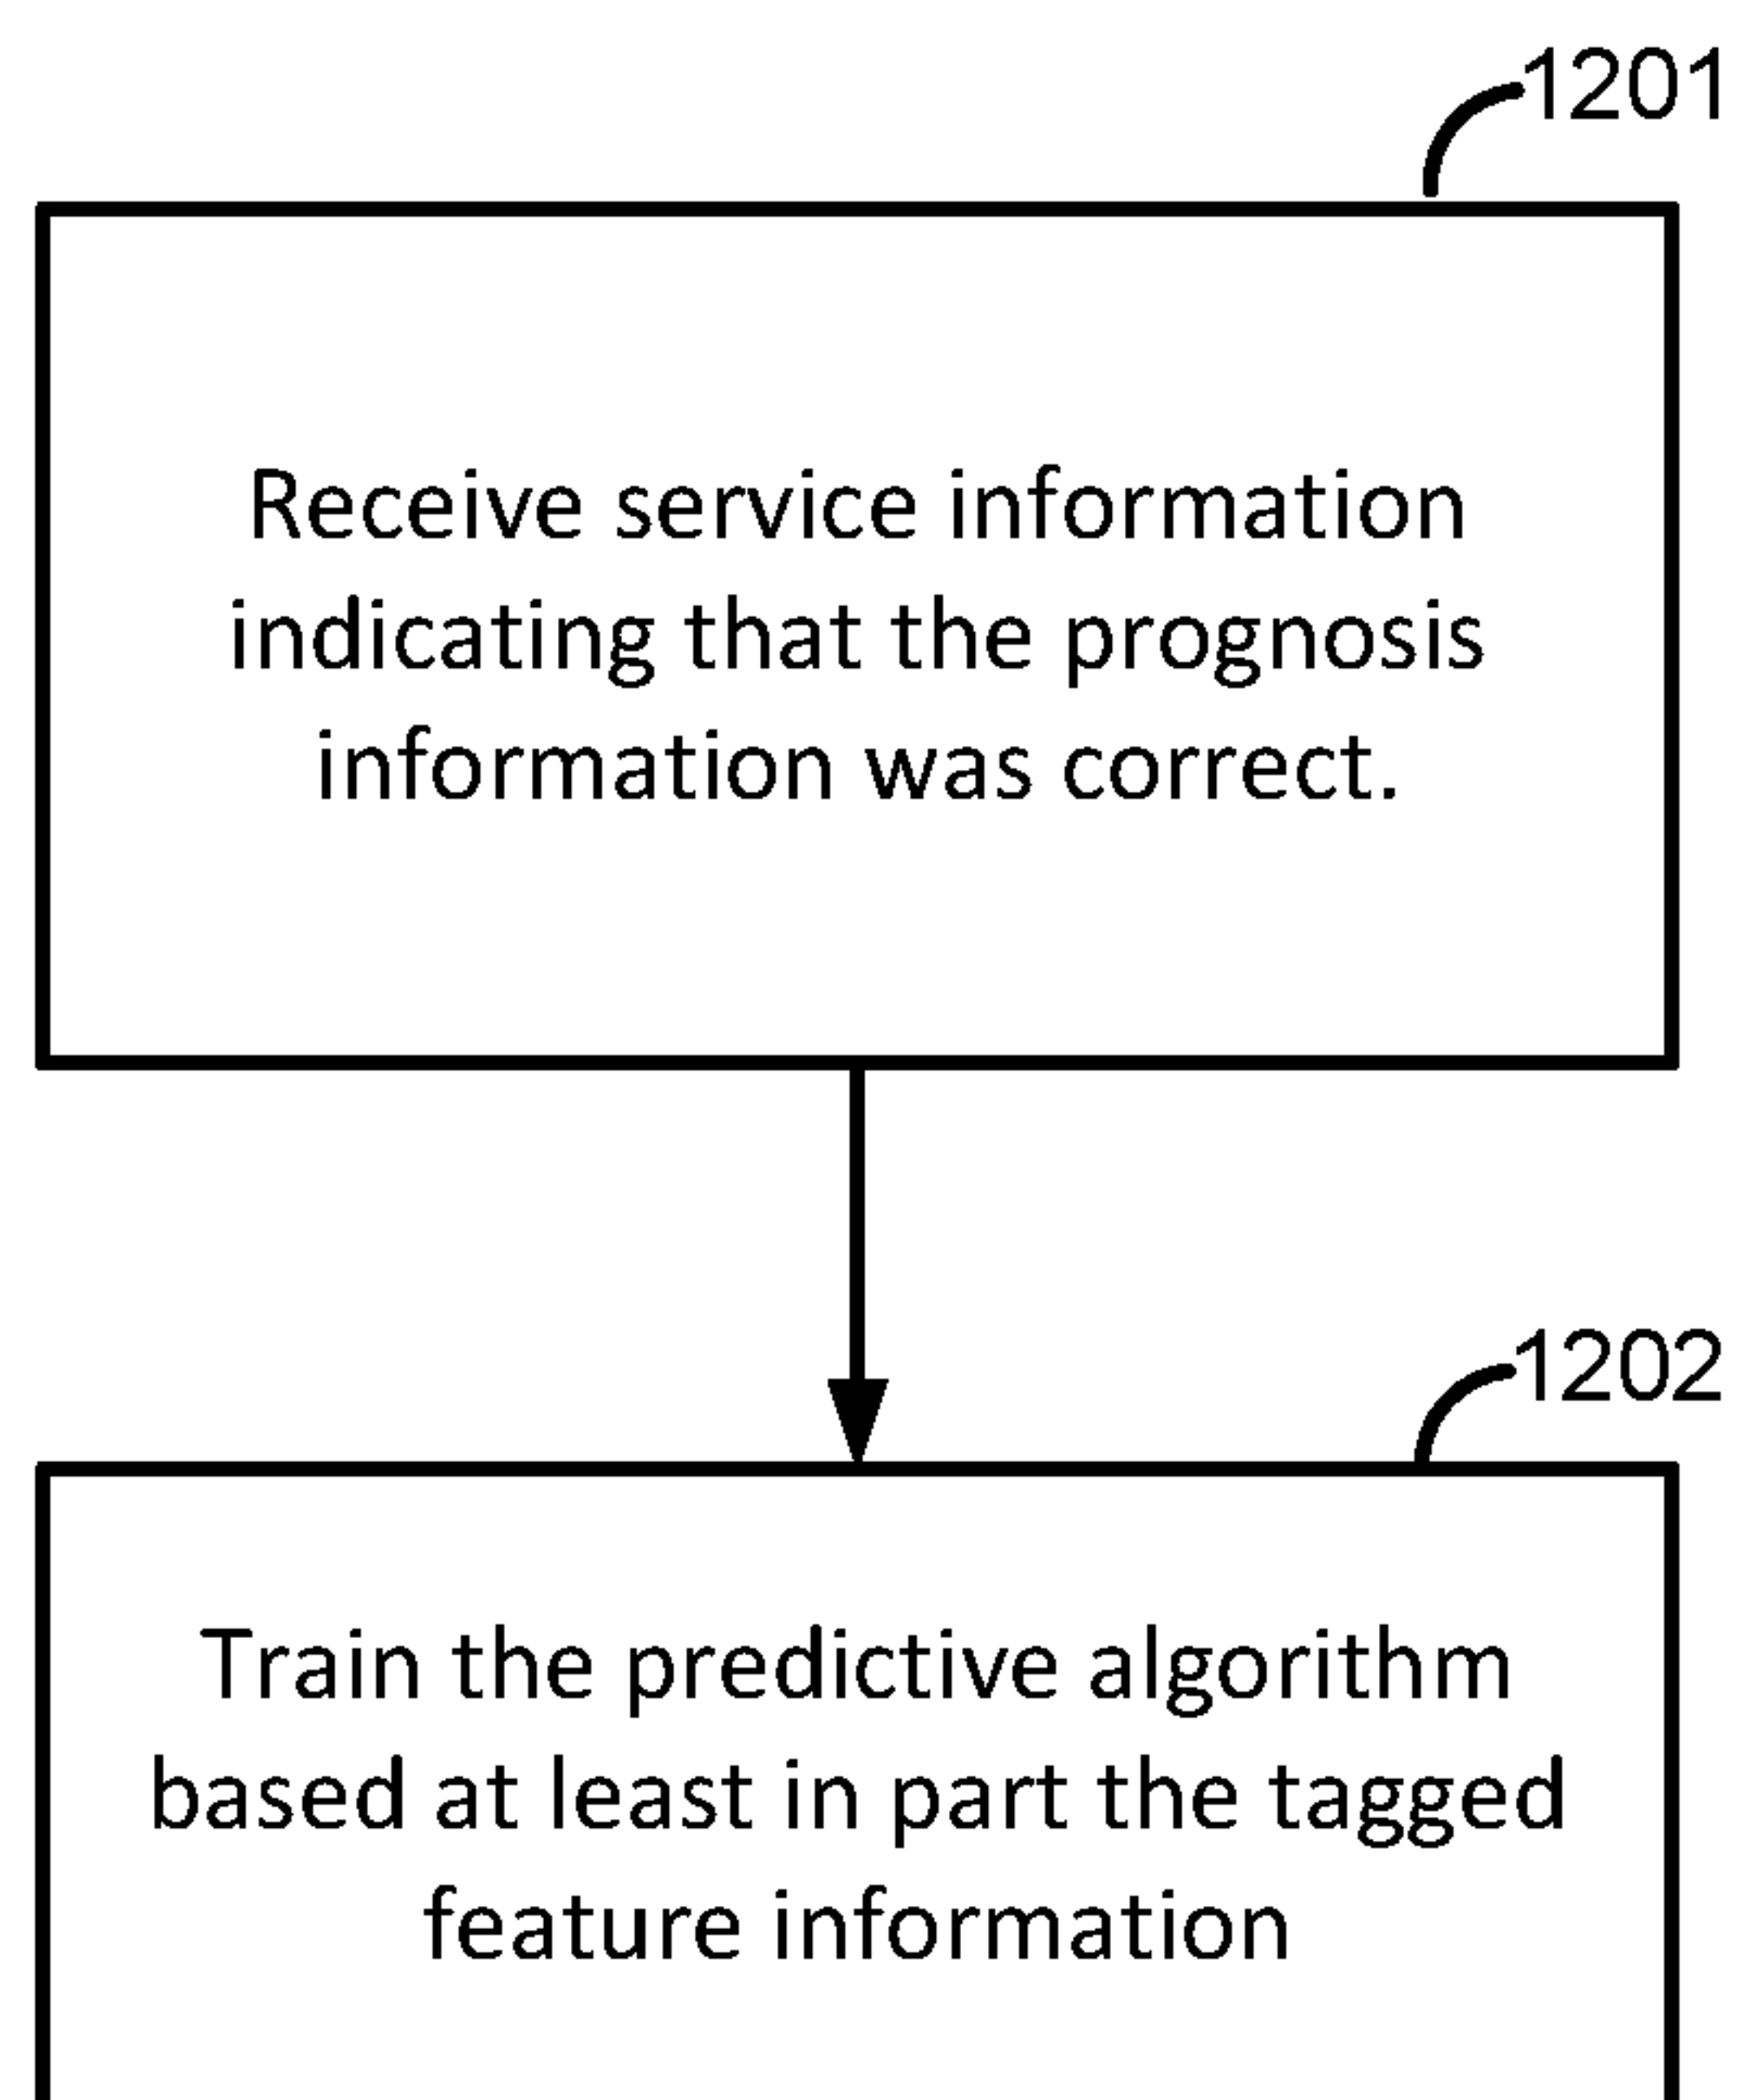 1201
Receive service information
indicating that the prognosis
information was correct.
1202
Train the predictive algorithm
based at least in part the tagged
feature information